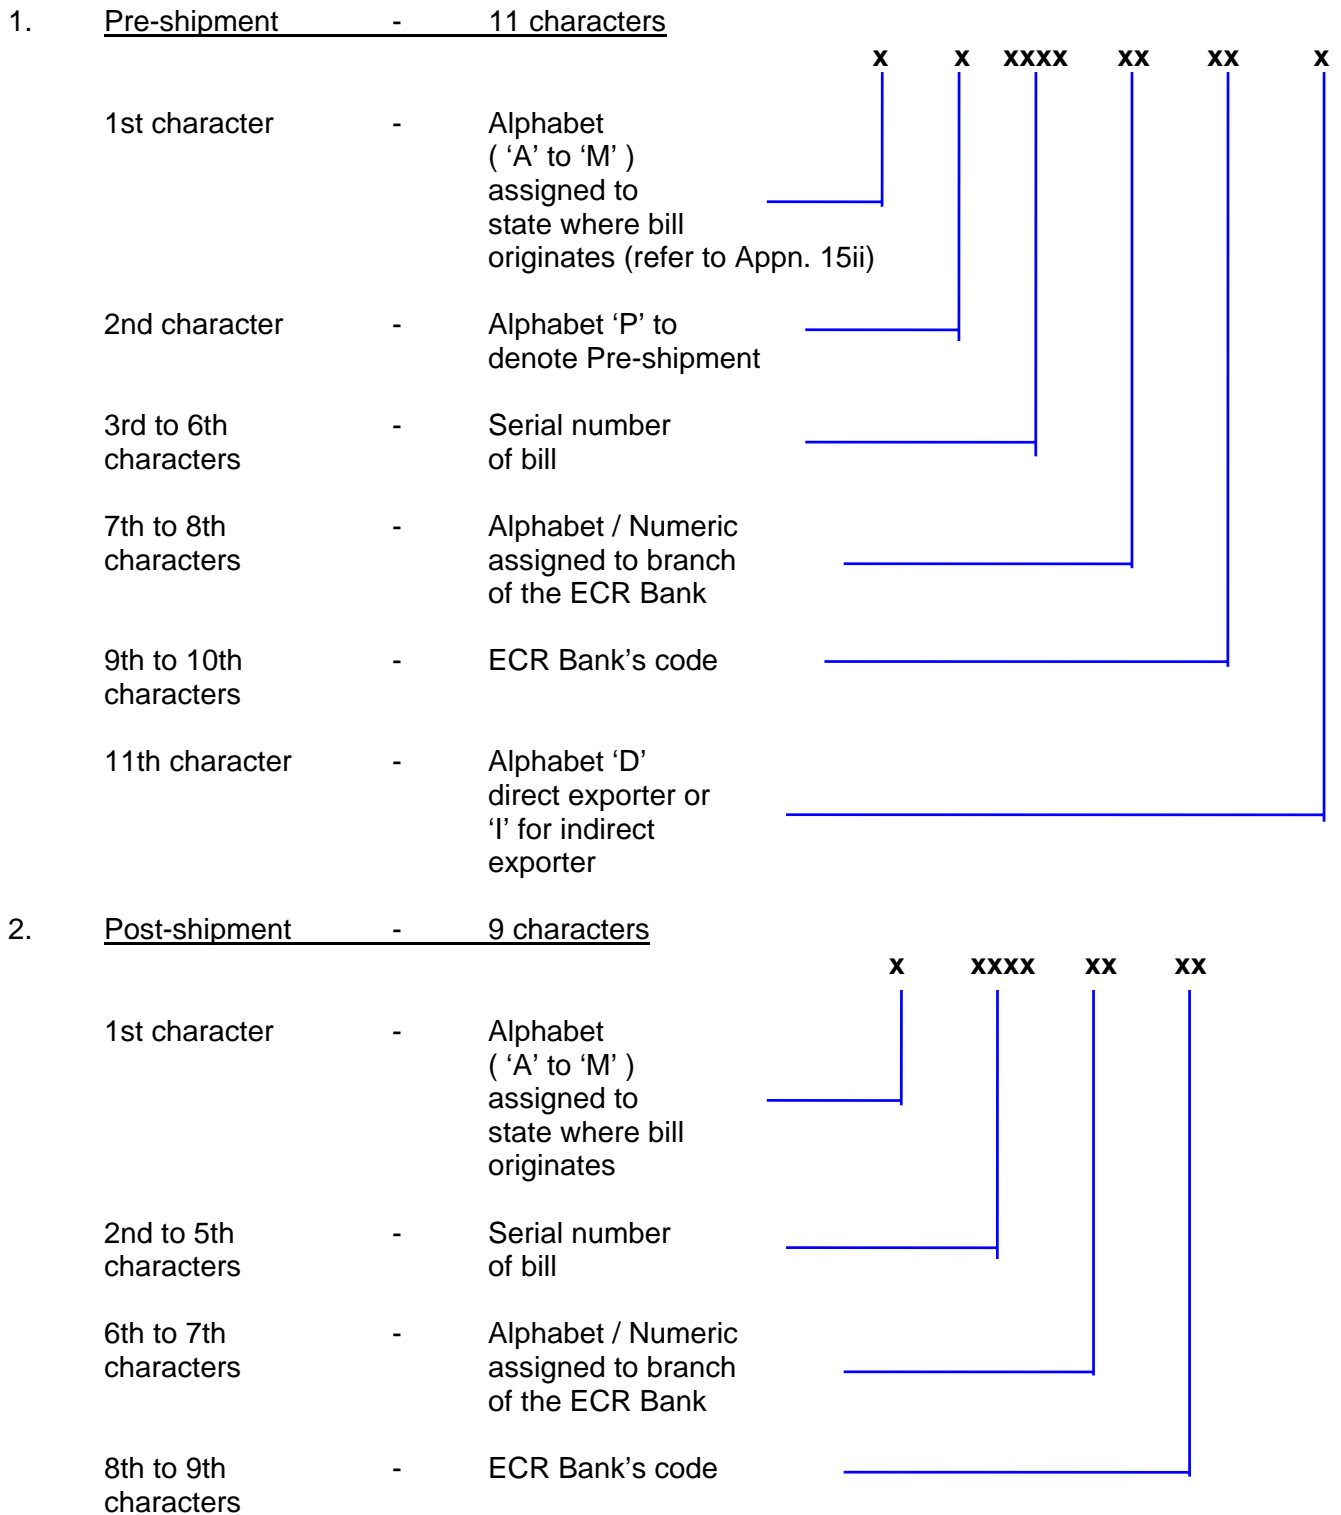 1. Pre-shipment - 11 characters
x x xxxx xx xx x
1st character - Alphabet
( ‘A’ to ‘M’ )
assigned to
state where bill
originates (refer to Appn. 15ii)
2nd character - Alphabet ‘P’ to
denote Pre-shipment
3rd to 6th - Serial number
characters of bill
7th to 8th - Alphabet / Numeric
characters assigned to branch
of the ECR Bank
9th to 10th - ECR Bank’s code
characters
11th character - Alphabet ‘D’
direct exporter or
‘I’ for indirect
exporter
2. Post-shipment - 9 characters
x xxxx xx xx
1st character - Alphabet
( ‘A’ to ‘M’ )
assigned to
state where bill
originates
2nd to 5th - Serial number
characters of bill
6th to 7th - Alphabet / Numeric
characters assigned to branch
of the ECR Bank
8th to 9th - ECR Bank’s code
characters